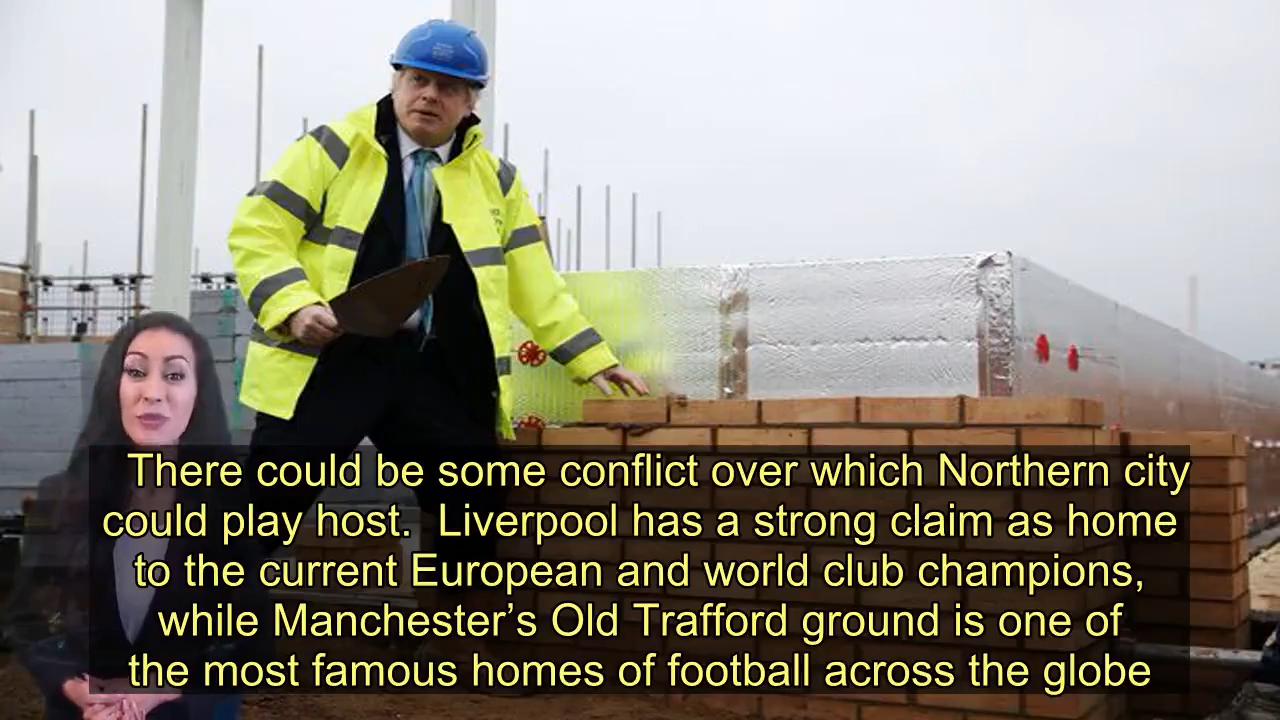 There could be some conflict over which Northern city
could play host.  Liverpool has a strong claim as home
to the current European and world club champions,
while Manchester’s Old Trafford ground is one of
the most famous homes of football across the globe